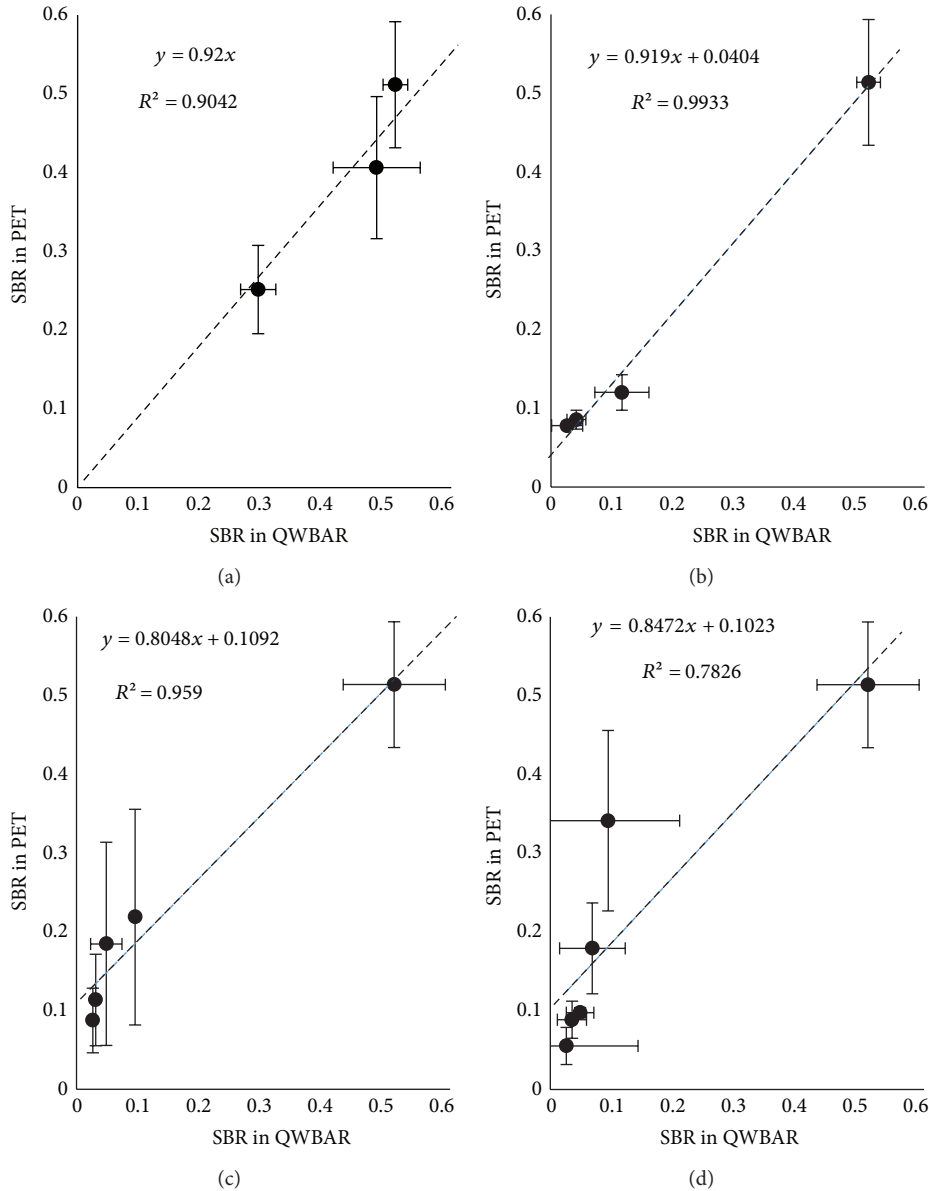 0.6
y = 0.92x
R² = 0.9042
0.5
0.4
0.3
0.2
0.1
0
SBR in PET
0 0.1 0.2 0.3 0.4 0.5 0.6
SBR in QWBAR
(a)
0.6
y = 0.919x + 0.0404
R² = 0.9933
0.5
0.4
0.3
0.2
0.1
0
SBR in PET
0 0.1 0.2 0.3 0.4 0.5 0.6
SBR in QWBAR
(b)
0.6
y = 0.8048x + 0.1092
R² = 0.959
0.5
0.4
0.3
0.2
0.1
0
SBR in PET
0 0.1 0.2 0.3 0.4 0.5 0.6
SBR in QWBAR
(c)
0.6
y = 0.8472x + 0.1023
R² = 0.7826
0.5
0.4
0.3
0.2
0.1
0
SBR in PET
0 0.1 0.2 0.3 0.4 0.5 0.6
SBR in QWBAR
(d)